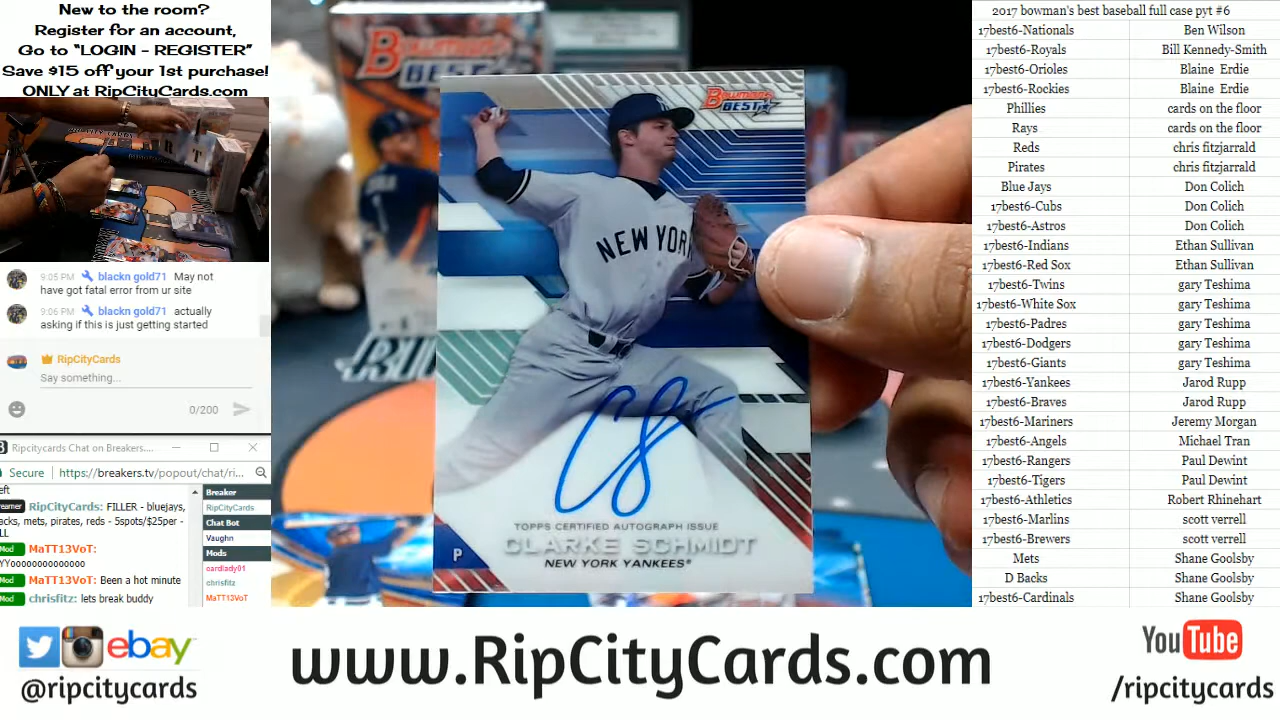 New to the room?
Register for an account,
Go to "LOGIN - REGISTER"
Save $15 off your 1st purchase!
ONLY at RipCityCards.com
9:05 PM blackn gold71 May not
have got fatal error from ur site
9:06 PM blackn gold71 actually
asking if this is just getting started
RipCityCards
Say something...
0/200
Ripcitycards Chat on Breakers....
Secure https://breakers.tv/popout/chat/ri...
eft
eamer RipCityCards: FILLER - bluejays,
acks, mets, pirates, reds - 5spots/$25per -
LL
Mod MaTT13VoT:
Mod MaTT13VoT: Been a hot minute
Mod chrisfitz: lets break buddy
Breaker
RipCityCards
Chat Bot
Vaughn
Mods
cardlady01
chrisfitz
MaTT13VoT
BOWMAN'S
BEST
BOWMAN'S
BEST
NEW YORK
TOPPS CERTIFIED AUTOGRAPH ISSUE
P CLARKE SCHMIDT
NEW YORK YANKEES®
2017 bowman's best baseball full case pyt #6
17best6-Nationals Ben Wilson
17best6-Royals Bill Kennedy-Smith
17best6-Orioles Blaine Erdie
17best6-Rockies Blaine Erdie
Phillies cards on the floor
Rays cards on the floor
Reds chris fitzjarrald
Pirates chris fitzjarrald
Blue Jays Don Colich
17best6-Cubs Don Colich
17best6-Astros Don Colich
17best6-Indians Ethan Sullivan
17best6-Red Sox Ethan Sullivan
17best6-Twins gary Teshima
17best6-White Sox gary Teshima
17best6-Padres gary Teshima
17best6-Dodgers gary Teshima
17best6-Giants gary Teshima
17best6-Yankees Jarod Rupp
17best6-Braves Jarod Rupp
17best6-Mariners Jeremy Morgan
17best6-Angels Michael Tran
17best6-Rangers Paul Dewint
17best6-Tigers Paul Dewint
17best6-Athletics Robert Rhinehart
17best6-Marlins scott verrell
17best6-Brewers scott verrell
Mets Shane Goolsby
D Backs Shane Goolsby
17best6-Cardinals Shane Goolsby
ebay
@ripcitycards
www.RipCityCards.com
YouTube
/ripcitycards